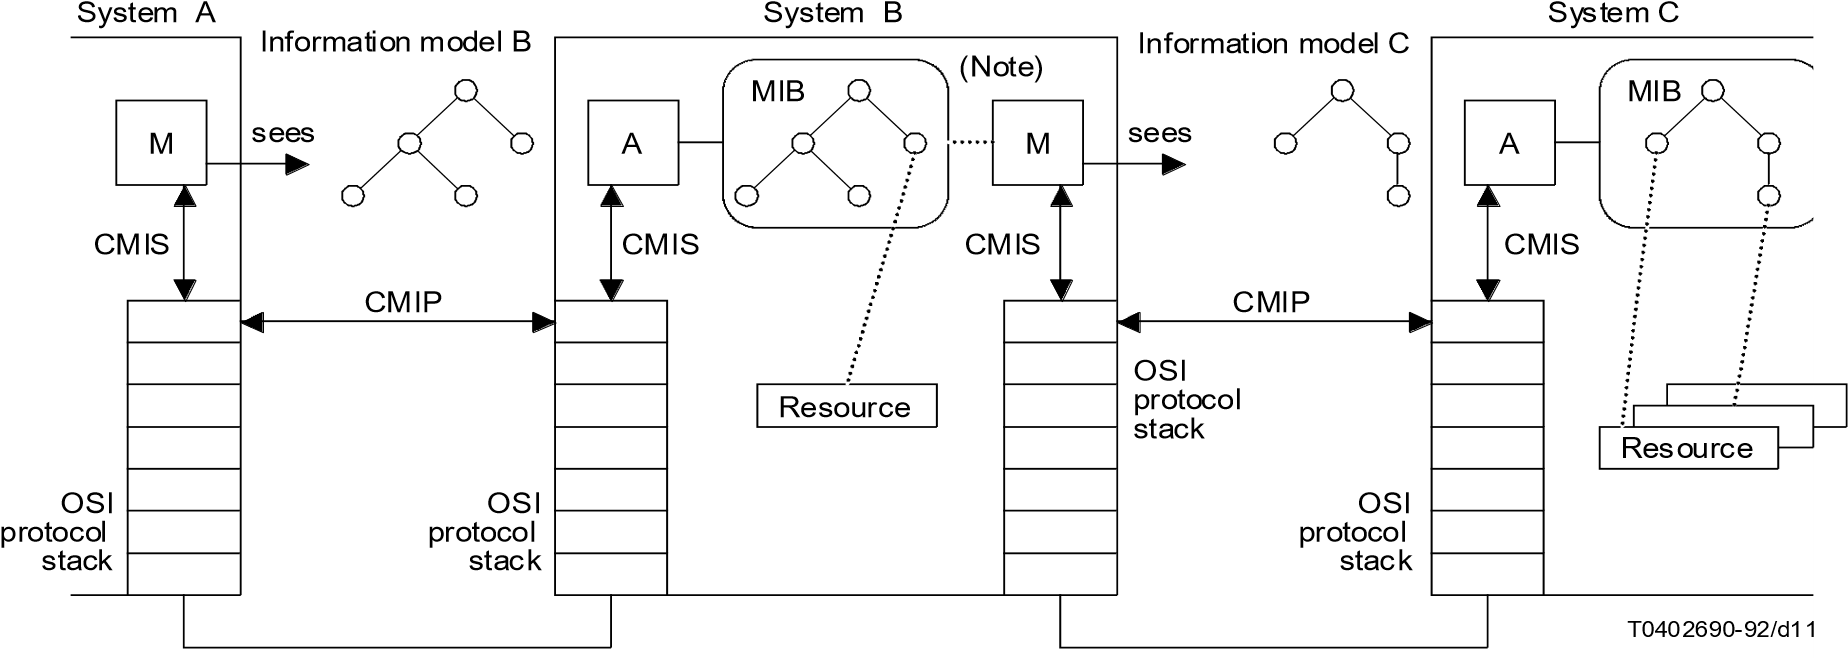 System A
System B
System C
Information model B
Information model C
(Note)
MIB
MIB
M
sees
A
M
sees
A
CMIS
CMIS
CMIS
CMIS
CMIP
CMIP
OSI
protocol
stack
Resource
Resource
OSI
protocol
stack
OSI
protocol
stack
OSI
protocol
stack
T0402690-92/d11